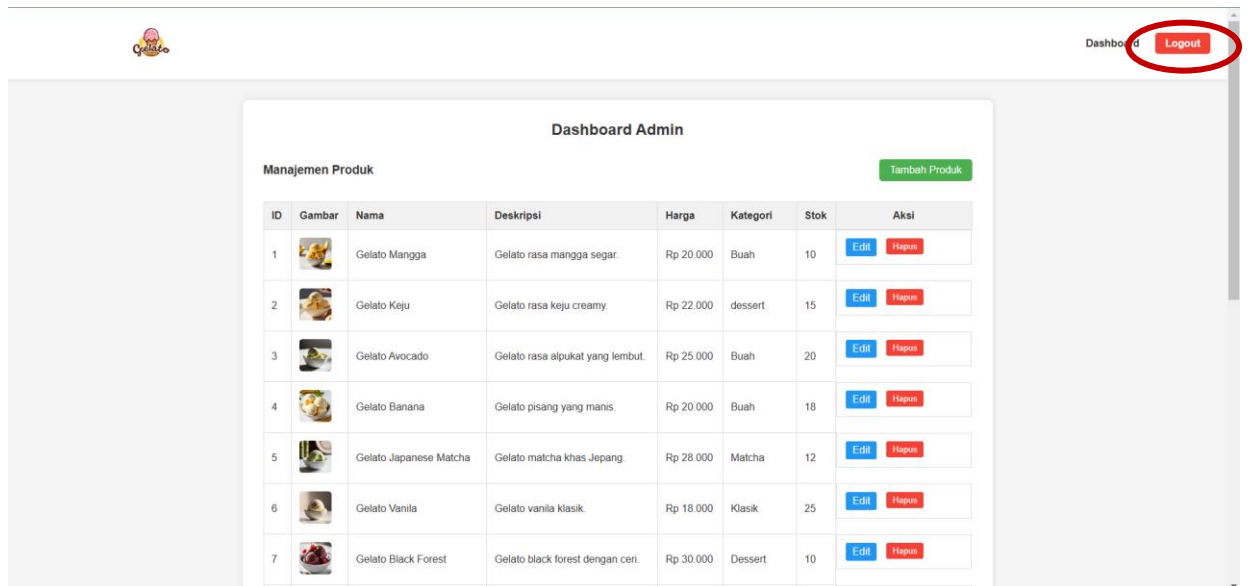 Gelato
Dashboard Logout
Dashboard Admin
Manajemen Produk Tambah Produk
ID Gambar Nama Deskripsi Harga Kategori Stok Aksi
1 Gelato Mangga Gelato rasa mangga segar. Rp 20.000 Buah 10 Edit Hapus
2 Gelato Keju Gelato rasa keju creamy. Rp 22.000 dessert 15 Edit Hapus
3 Gelato Avocado Gelato rasa alpukat yang lembut. Rp 25.000 Buah 20 Edit Hapus
4 Gelato Banana Gelato pisang yang manis. Rp 20.000 Buah 18 Edit Hapus
5 Gelato Japanese Matcha Gelato matcha khas Jepang. Rp 28.000 Matcha 12 Edit Hapus
6 Gelato Vanila Gelato vanila klasik. Rp 18.000 Klasik 25 Edit Hapus
7 Gelato Black Forest Gelato black forest dengan ceri. Rp 30.000 Dessert 10 Edit Hapus